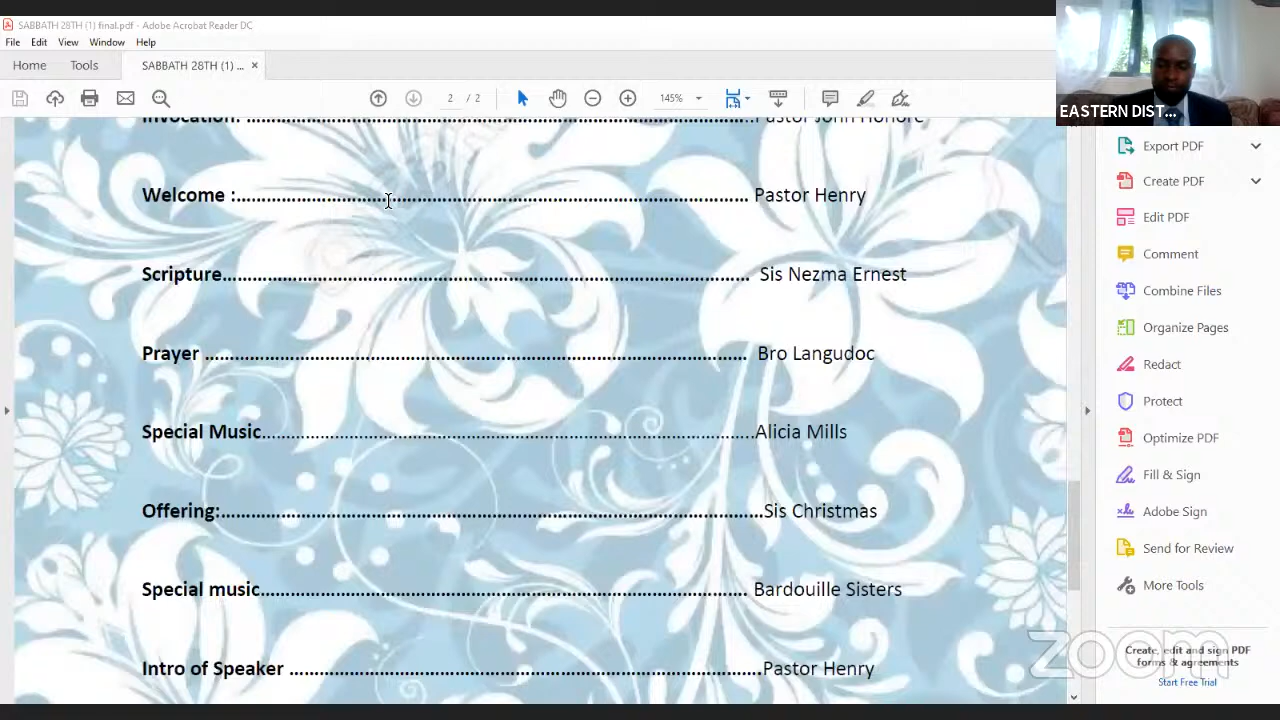 SABBATH 28TH (1) final.pdf - Adobe Acrobat Reader DC
File Edit View Window Help
Home Tools SABBATH 28TH (1) ... ×
2 / 2 145%
EASTERN DIST...
Invocation: ........................................................................................................Pastor John Honore
Welcome :........................................................................................................ Pastor Henry
Scripture........................................................................................................ Sis Nezma Ernest
Prayer ........................................................................................................ Bro Langudoc
Special Music........................................................................................................Alicia Mills
Offering:........................................................................................................Sis Christmas
Special music........................................................................................................ Bardouille Sisters
Intro of Speaker ........................................................................................................Pastor Henry
Export PDF
Create PDF
Edit PDF
Comment
Combine Files
Organize Pages
Redact
Protect
Optimize PDF
Fill & Sign
Adobe Sign
Send for Review
More Tools
Create, edit and sign PDF
forms & agreements
Start Free Trial
zoom